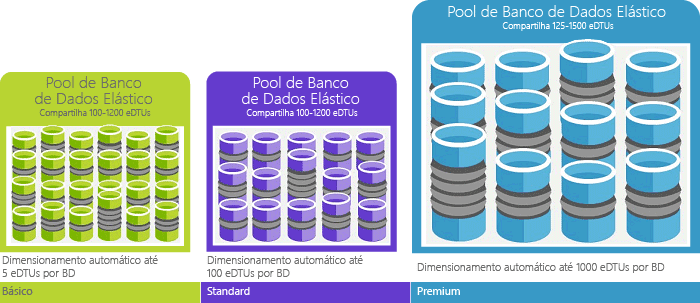 Pool de Banco
de Dados Elástico
Compartilha 100-1200 eDTUs
Dimensionamento automático até
5 eDTUs por BD
Básico
Pool de Banco
de Dados Elástico
Compartilha 100-1200 eDTUs
Dimensionamento automático até
100 eDTUs por BD
Standard
Pool de Banco de Dados Elástico
Compartilha 125-1500 eDTUs
Dimensionamento automático até 1000 eDTUs por BD
Premium